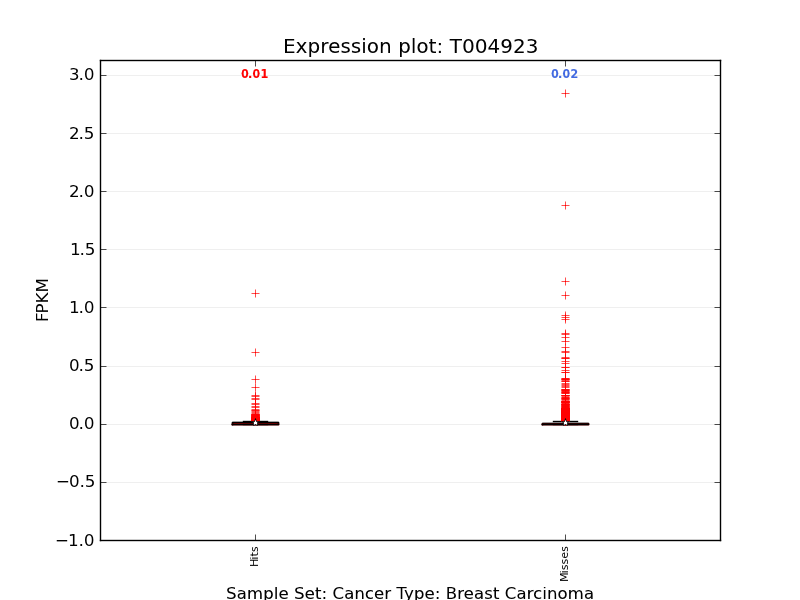 Expression plot: T004923
0.01
0.02
3.0
2.5
2.0
1.5
1.0
0.5
0.0
−0.5
−1.0
FPKM
Hits
Misses
Sample Set: Cancer Type: Breast Carcinoma